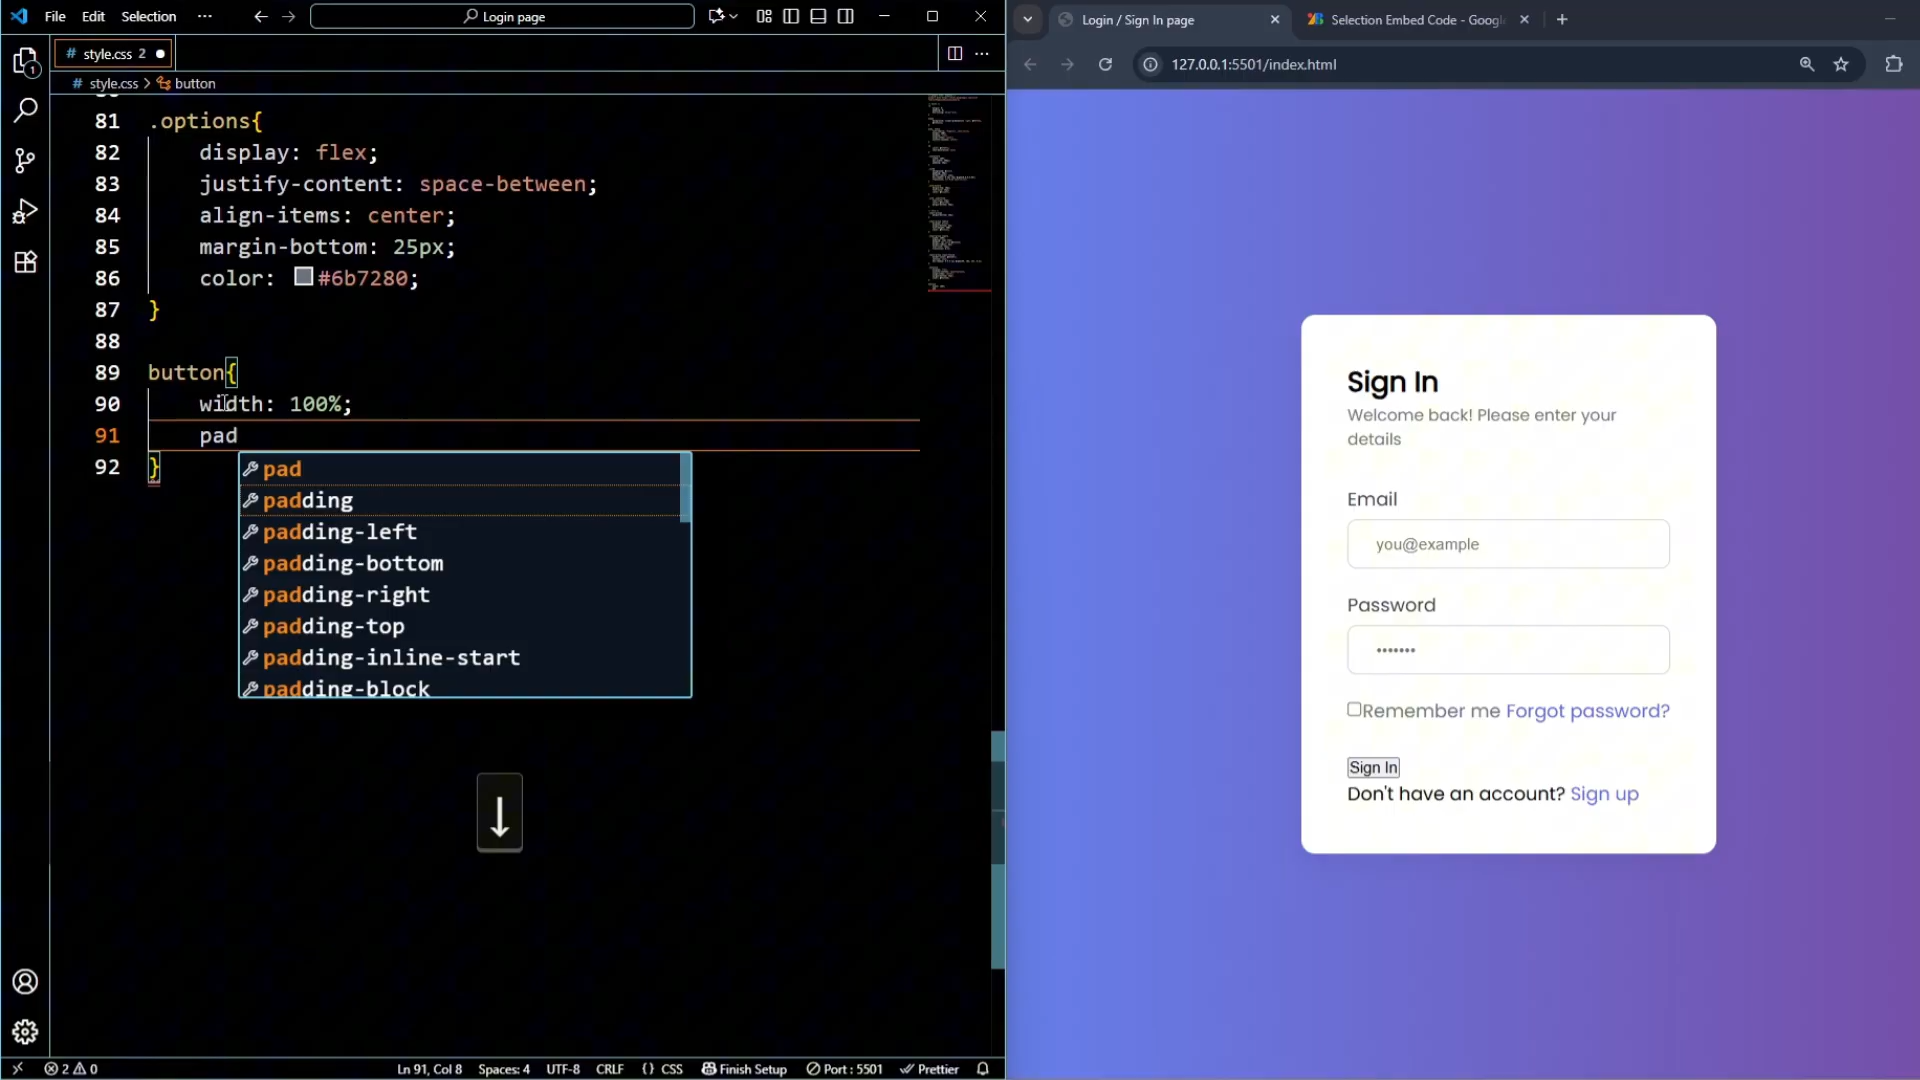 File Edit Selection ··· Login page
# style.css 2
# style.css > button
81 .options{
82 display: flex;
83 justify-content: space-between;
84 align-items: center;
85 margin-bottom: 25px;
86 color: #6b7280;
87 }
88
89 button{
90 width: 100%;
91 pad
92 }
pad
padding
padding-left
padding-bottom
padding-right
padding-top
padding-inline-start
padding-block
↓
1
2 0 Ln 91, Col 8 Spaces: 4 UTF-8 CRLF {} CSS Finish Setup Port : 5501 Prettier
Login / Sign In page
Selection Embed Code - Googl
127.0.0.1:5501/index.html
Sign In
Welcome back! Please enter your
details
Email
you@example
Password
•••••••
Remember me Forgot password?
Sign In
Don't have an account? Sign up